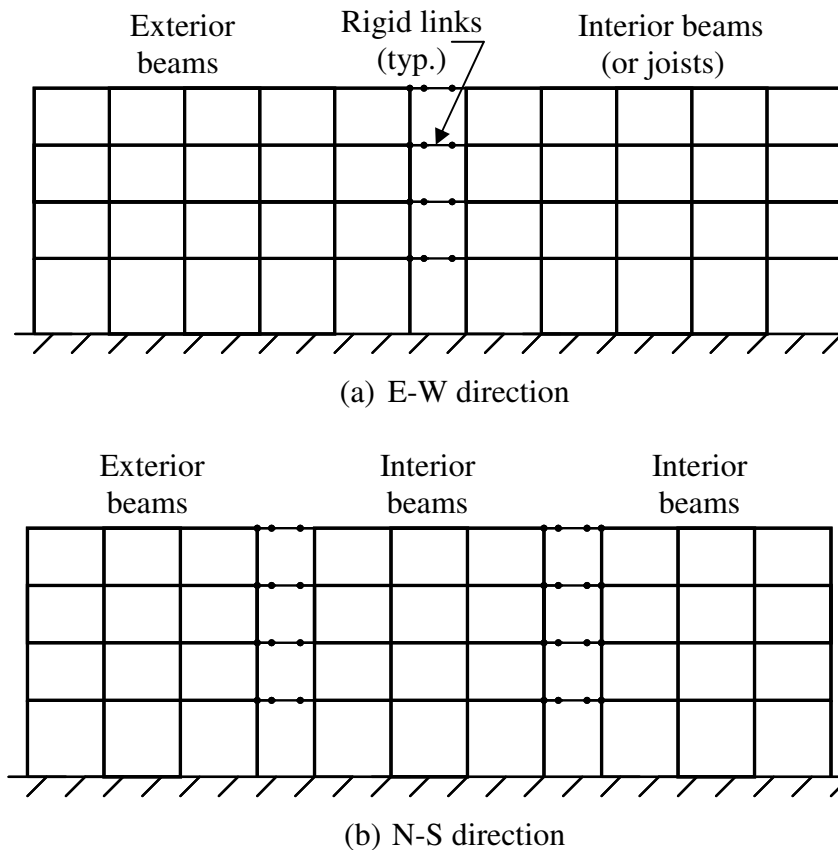 Exterior
beams
Rigid links
(typ.)
Interior beams
(or joists)
(a) E-W direction
Exterior
beams
Interior
beams
Interior
beams
(b) N-S direction